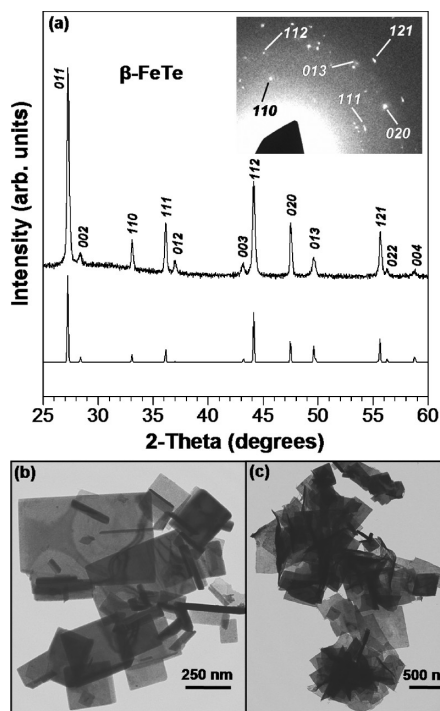 (a)
β-FeTe
Intensity (arb. units)
011
002
110
111
012
003
112
020
013
121
022
004
112
121
013
110
111
020
25 30 35 40 45 50 55 60
2-Theta (degrees)
(b)
250 nm
(c)
500 n